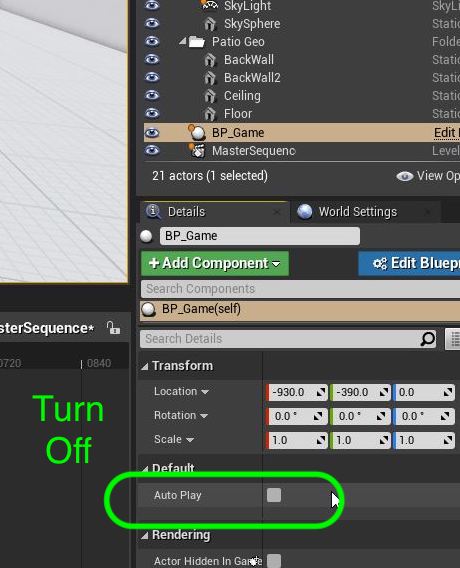 SkyLight
SkyLi
SkySphere
Static
Patio Geo
Folde
BackWall
Static
BackWall2
Static
Ceiling
Static
Floor
Static
BP_Game
Edit
MasterSequenc
Level
21 actors (1 selected)
View Op
Details
World Settings
BP_Game
+ Add Component
Edit Bluepr
Search Components
BP_Game(self)
sterSequence*
Search Details
0720
0840
Transform
Location
-930.0
-390.0
0.0
Rotation
0.0 °
0.0 °
0.0 °
Scale
1.0
1.0
1.0
Turn
Off
Default
Auto Play
Rendering
Actor Hidden In Game